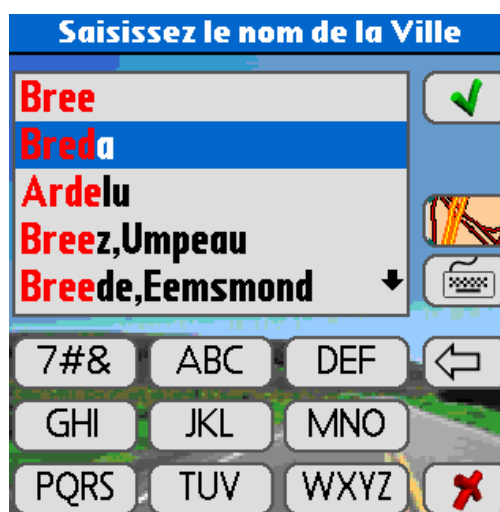 Saisissez le nom de la Ville
Bree
Breda
Ardelu
Breez,Umpeau
Breede,Eemsmond
7#& ABC DEF
GHI JKL MNO
PQRS TUV WXYZ